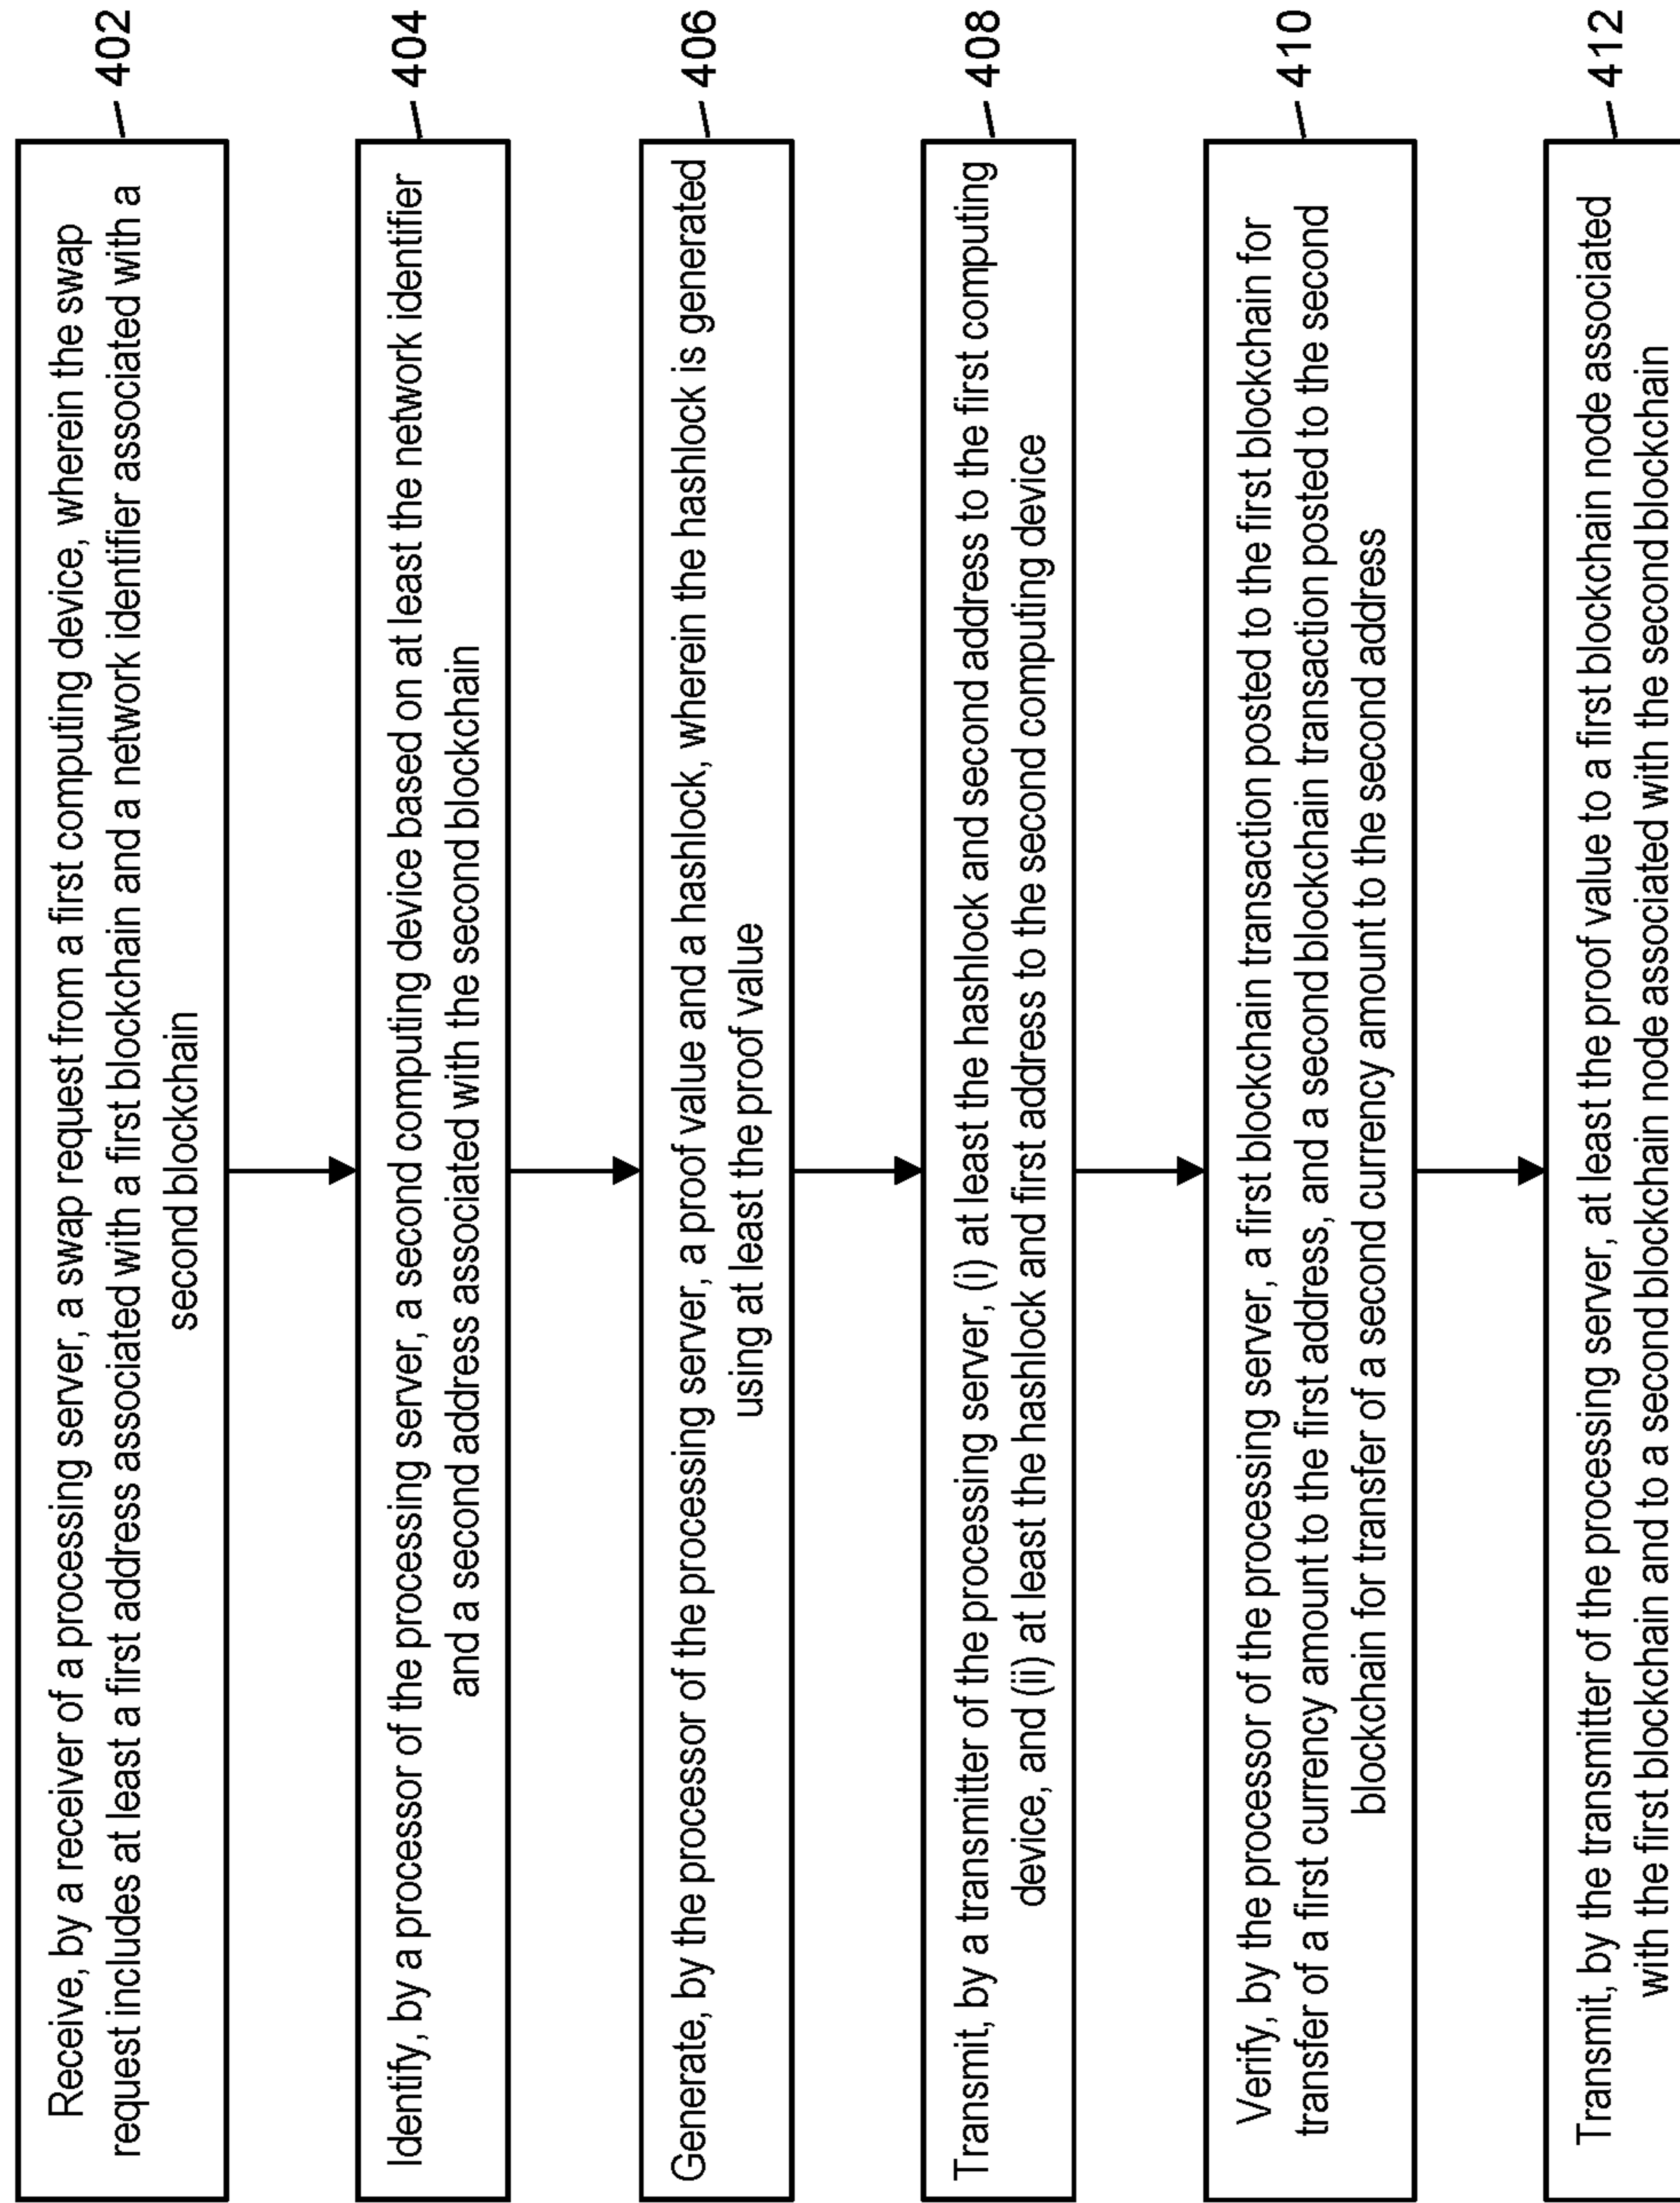 Receive, by a receiver of a processing server, a swap request from a first computing device, wherein the swap
request includes at least a first address associated with a first blockchain and a network identifier associated with a
second blockchain
402
Identify, by a processor of the processing server, a second computing device based on at least the network identifier
and a second address associated with the second blockchain
404
Generate, by the processor of the processing server, a proof value and a hashlock, wherein the hashlock is generated
using at least the proof value
406
Transmit, by a transmitter of the processing server, (i) at least the hashlock and second address to the first computing
device, and (ii) at least the hashlock and first address to the second computing device
408
Verify, by the processor of the processing server, a first blockchain transaction posted to the first blockchain for
transfer of a first currency amount to the first address, and a second blockchain transaction posted to the second
blockchain for transfer of a second currency amount to the second address
410
Transmit, by the transmitter of the processing server, at least the proof value to a first blockchain node associated
with the first blockchain and to a second blockchain node associated with the second blockchain
412